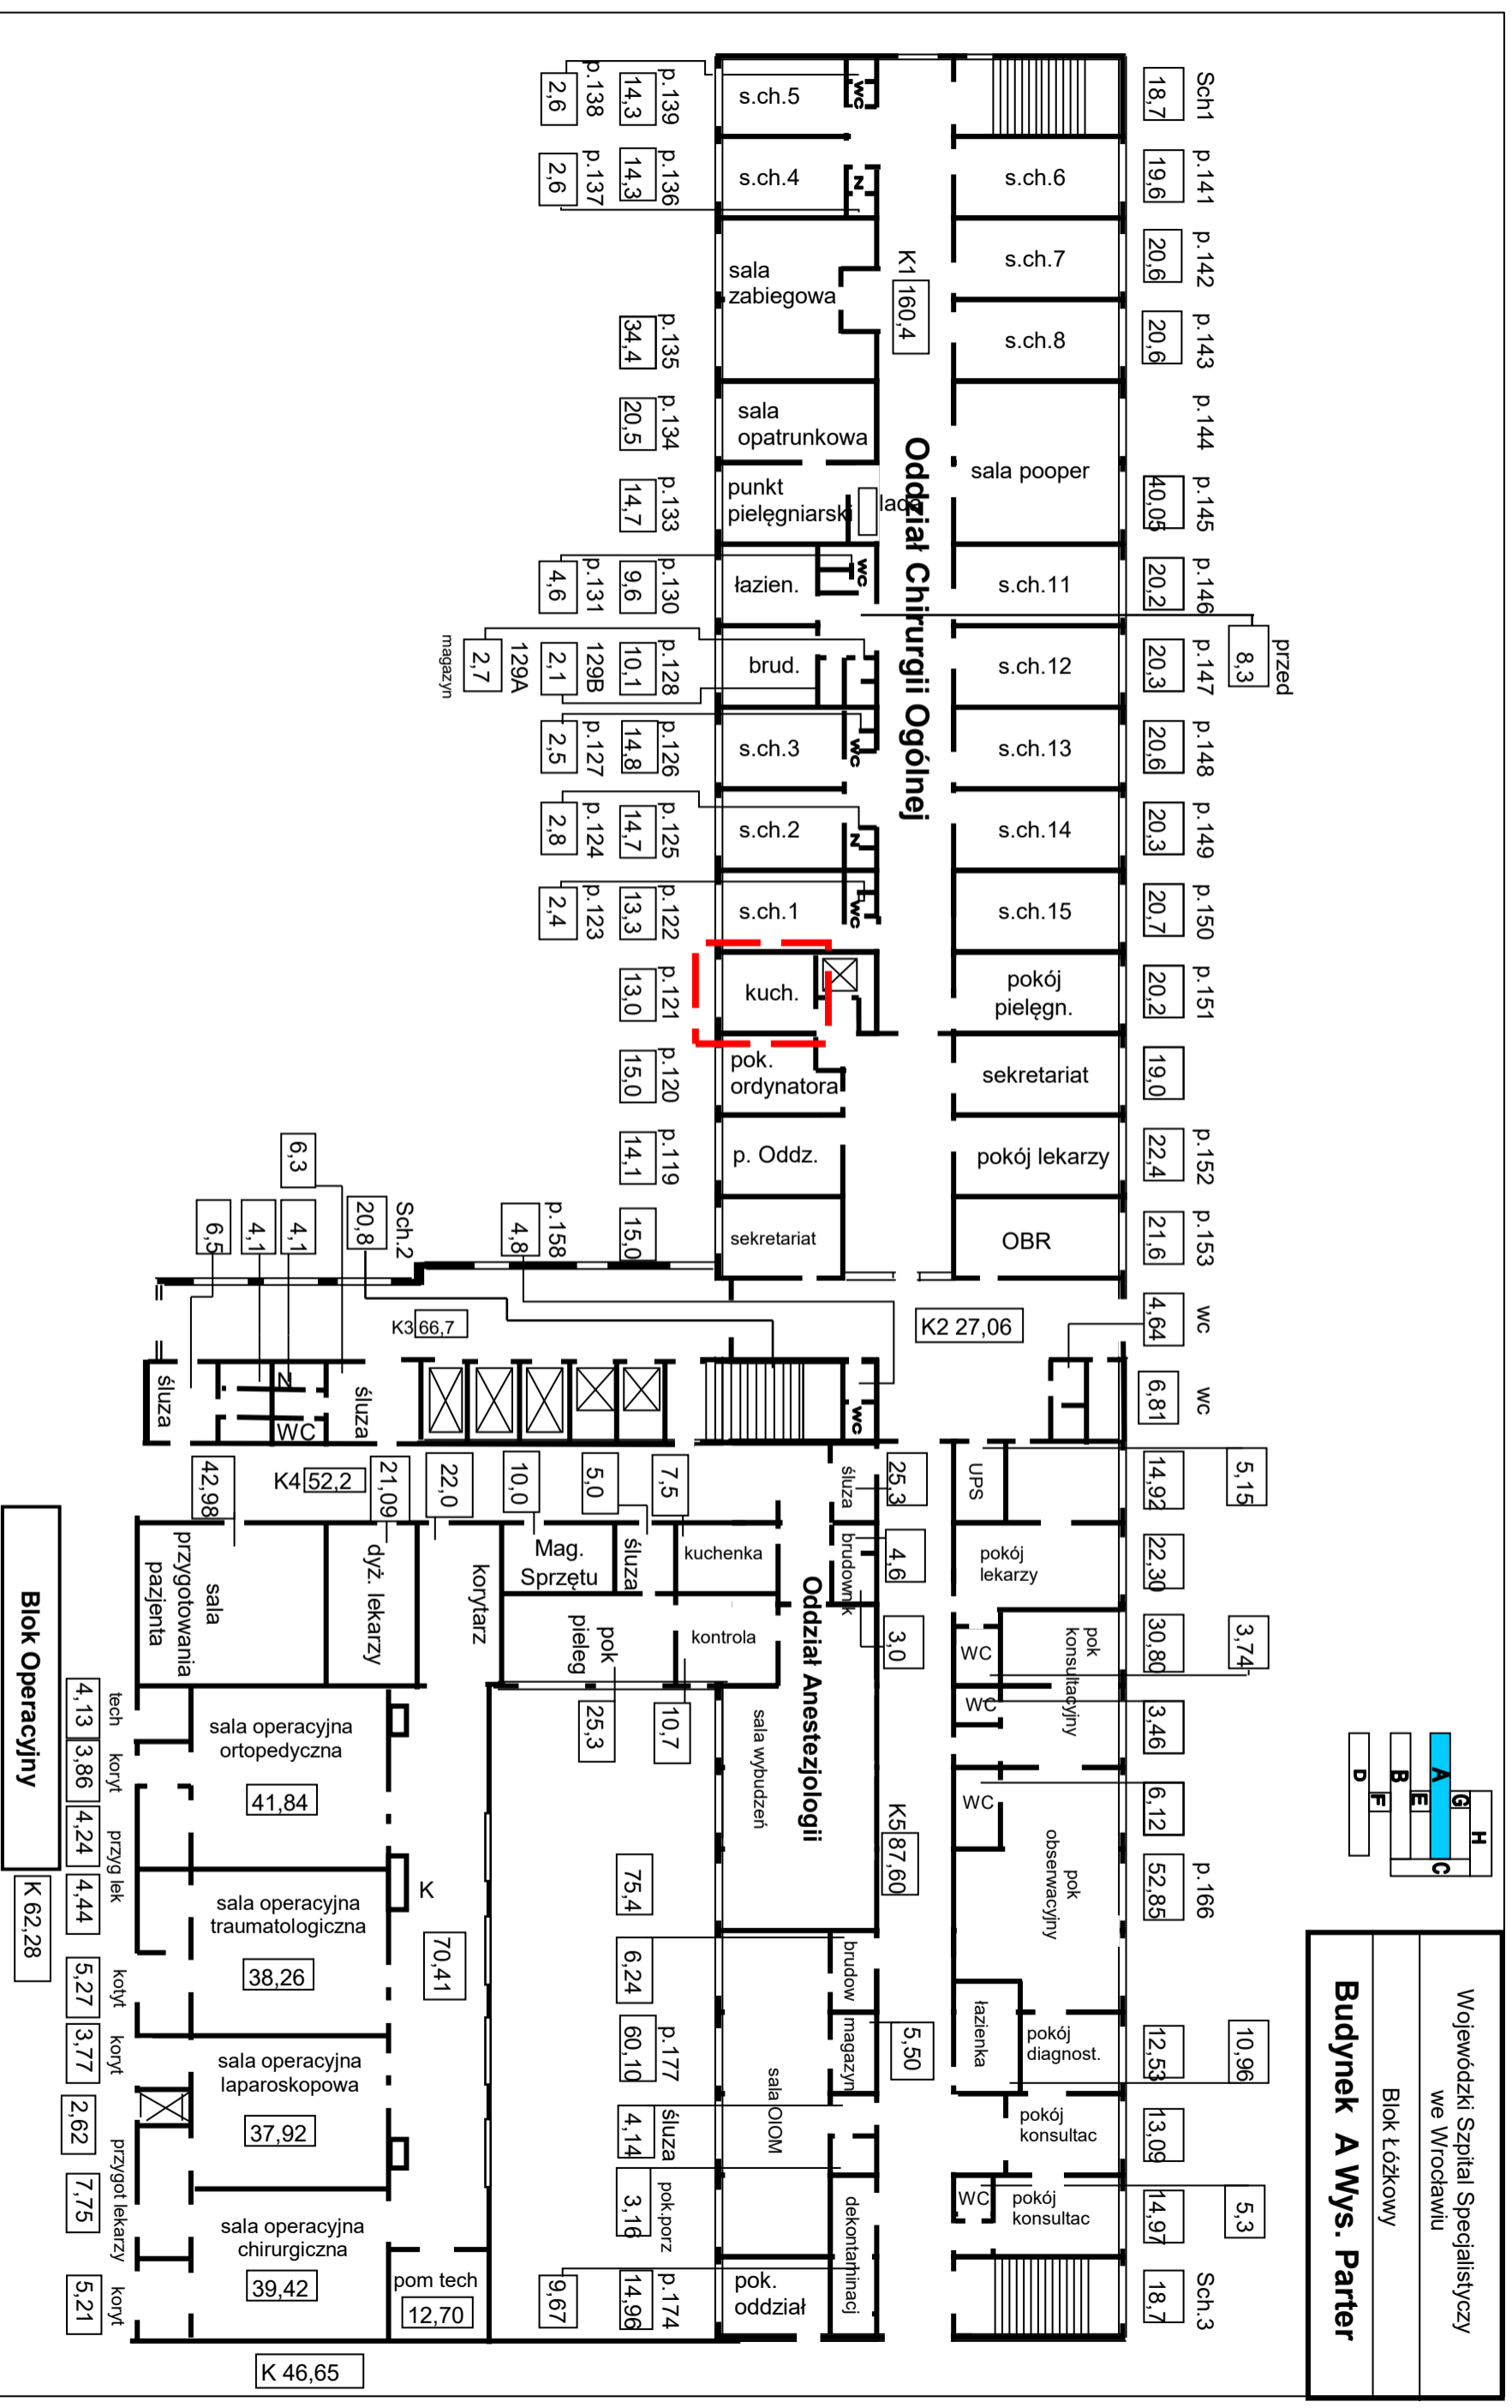 Sch1
18,7
p.141
19,6
p.142
20,6
p.143
20,6
p.144
p.145
40,05
p.146
20,2
przed
8,3
p.147
20,3
p.148
20,6
p.149
20,3
p.150
20,7
p.151
20,2
19,0
p.152
22,4
p.153
21,6
wc
4,64
wc
6,81
14,92
5,15
22,30
30,80
3,74
3,46
6,12
p.166
52,85
12,53
10,96
13,09
14,97
5,3
Sch.3
18,7
s.ch.6
s.ch.7
s.ch.8
sala pooper
s.ch.11
s.ch.12
s.ch.13
s.ch.14
s.ch.15
pokój
pielęgn.
sekretariat
pokój lekarzy
OBR
UPS
pokój
lekarzy
WC
pok
konsultacyjny
WC
WC
pok
obserwacyjny
łazienka
pokój
diagnost.
pokój
konsultac
WC
pokój
konsultac
K1 160,4
Oddział Chirurgii Ogólnej
lada
K2 27,06
25,3
4,6
3,0
K5 87,60
5,50
s.ch.5
wc
s.ch.4
N
sala
zabiegowa
sala
opatrunkowa
punkt
pielęgniarski
łazien.
wc
brud.
s.ch.3
wc
s.ch.2
N
s.ch.1
wc
kuch.
pok.
ordynatora
p. Oddz.
sekretariat
wc
śluza
brudownik
Oddział Anestezjologii
sala wybudzeń
brudow
magazyn
sala OIOM
dekontaminacj
pok.
oddział
p.139
14,3
p.138
2,6
p.136
14,3
p.137
2,6
p.135
34,4
p.134
20,5
p.133
14,7
p.130
9,6
p.131
4,6
p.128
10,1
129B
2,1
129A
2,7
magazyn
p.126
14,8
p.127
2,5
p.125
14,7
p.124
2,8
p.122
13,3
p.123
2,4
p.121
13,0
p.120
15,0
p.119
14,1
15,0
p.158
4,8
Sch.2
20,8
6,3
4,1
4,1
6,5
K3 66,7
śluza
N
WC
śluza
K4 52,2
42,98
21,09
22,0
10,0
5,0
7,5
sala
przygotowania
pazjenta
dyż. lekarzy
korytarz
Mag.
Sprzętu
śluza
kuchenka
pok
pieleg
kontrola
25,3
10,7
75,4
6,24
p.177
60,10
śluza
4,14
pok.porz
3,16
p.174
14,96
9,67
sala operacyjna
ortopedyczna
41,84
K
sala operacyjna
traumatologiczna
38,26
70,41
sala operacyjna
laparoskopowa
37,92
sala operacyjna
chirurgiczna
39,42
pom tech
12,70
K 46,65
tech
4,13
koryt
3,86
przyg lek
4,24
4,44
kotyt
5,27
koryt
3,77
2,62
przygot lekarzy
7,75
koryt
5,21
Blok Operacyjny
K 62,28
A
B
C
D
E
F
G
H
Wojewódzki Szpital Specjalistyczy
we Wrocławiu
Blok Łóżkowy
Budynek A Wys. Parter